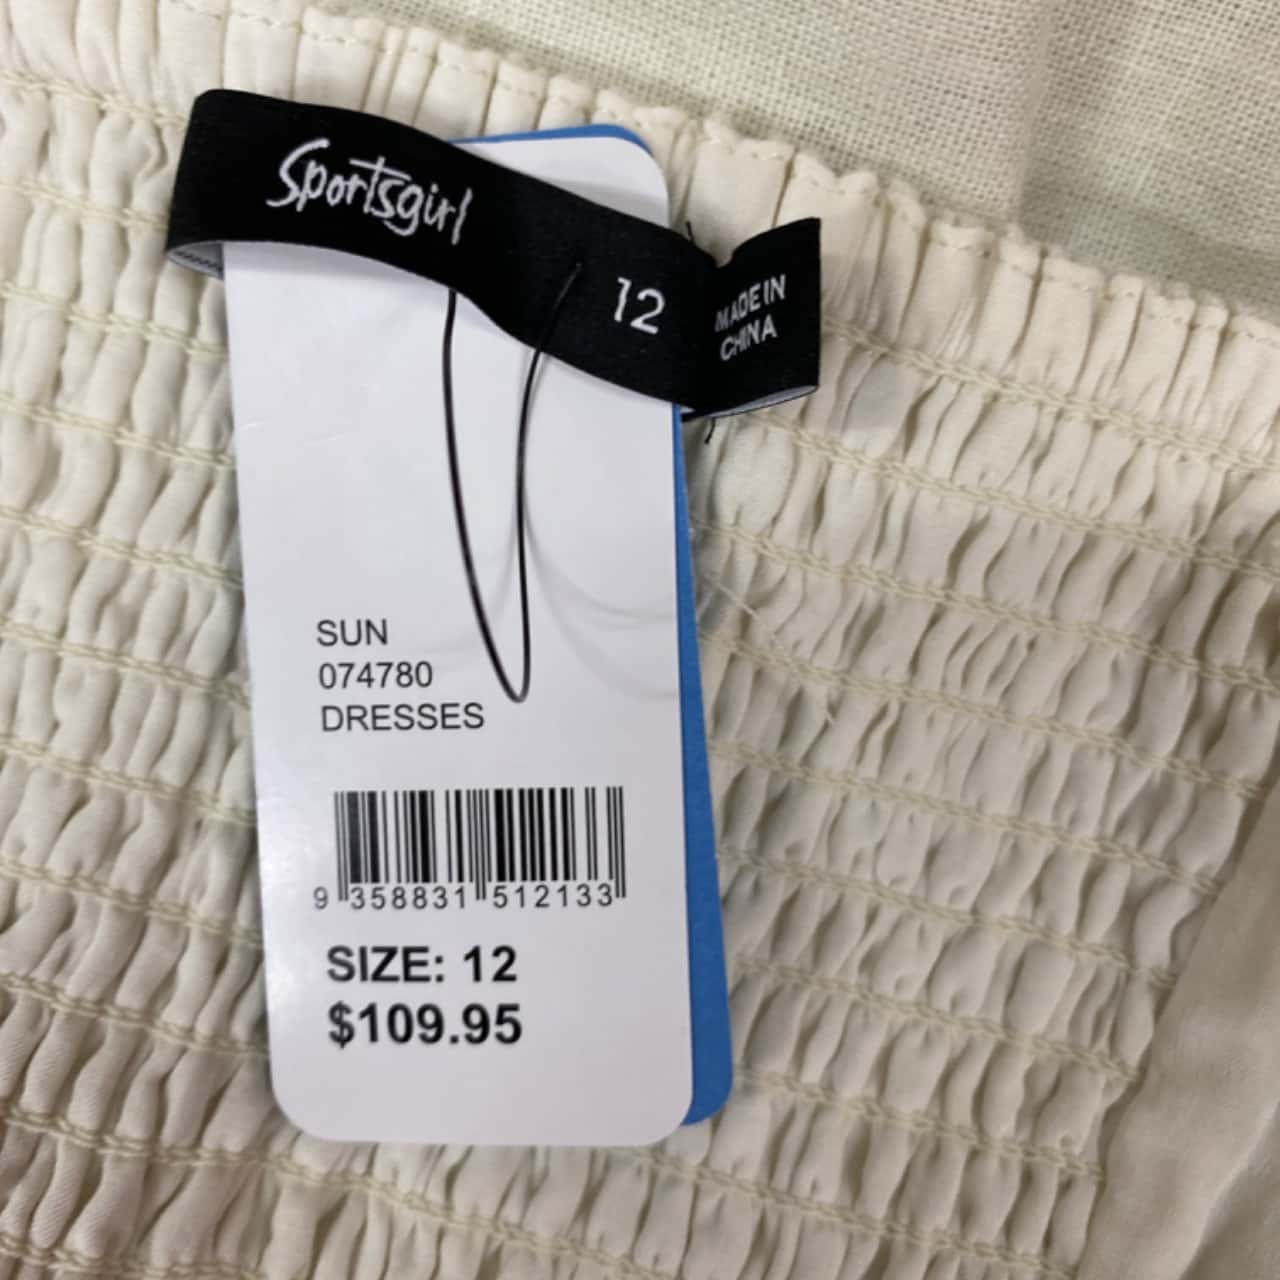 Sportsgirl
12
MADE IN
CHINA
SUN
074780
DRESSES
9 358831 512133
SIZE: 12
$109.95